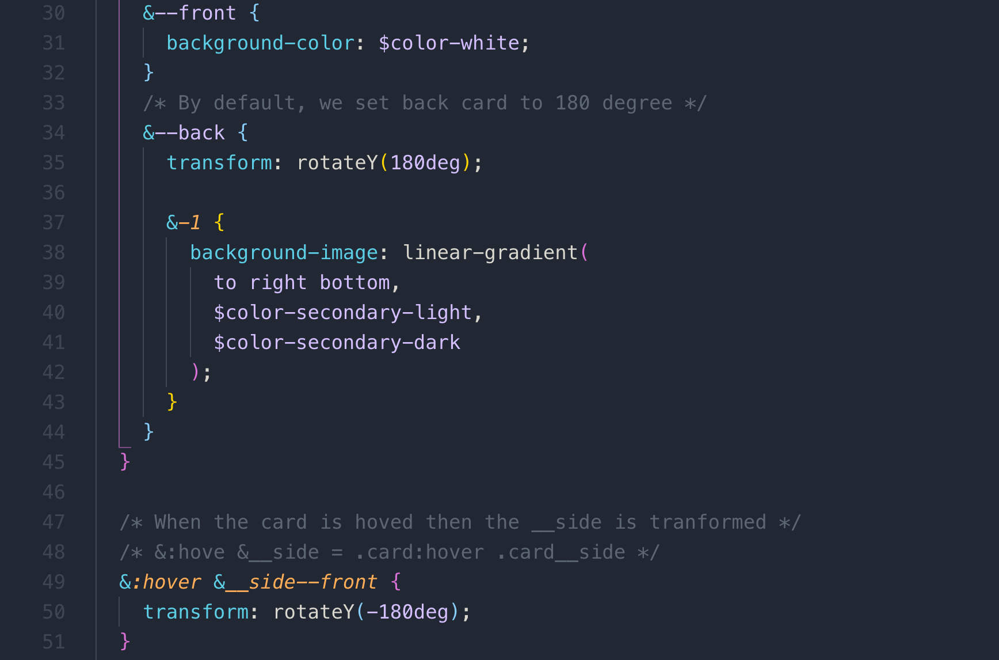 30 &--front {
31 background-color: $color-white;
32 }
33 /* By default, we set back card to 180 degree */
34 &--back {
35 transform: rotateY(180deg);
36
37 &-1 {
38 background-image: linear-gradient(
39 to right bottom,
40 $color-secondary-light,
41 $color-secondary-dark
42 );
43 }
44 }
45 }
46
47 /* When the card is hoved then the __side is tranformed */
48 /* &:hove &__side = .card:hover .card__side */
49 &:hover &__side--front {
50 transform: rotateY(-180deg);
51 }